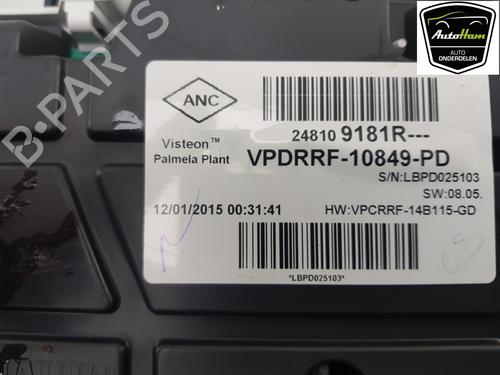 AutoHam
AUTO
ONDERDELEN
B-PARTS
ANC
Visteon™
Palmela Plant
24810 9181R---
VPDRRF-10849-PD
S/N:LBPD025103
SW:08.05.
12/01/2015 00:31:41
HW:VPCRRF-14B115-GD
*LBPD025103*